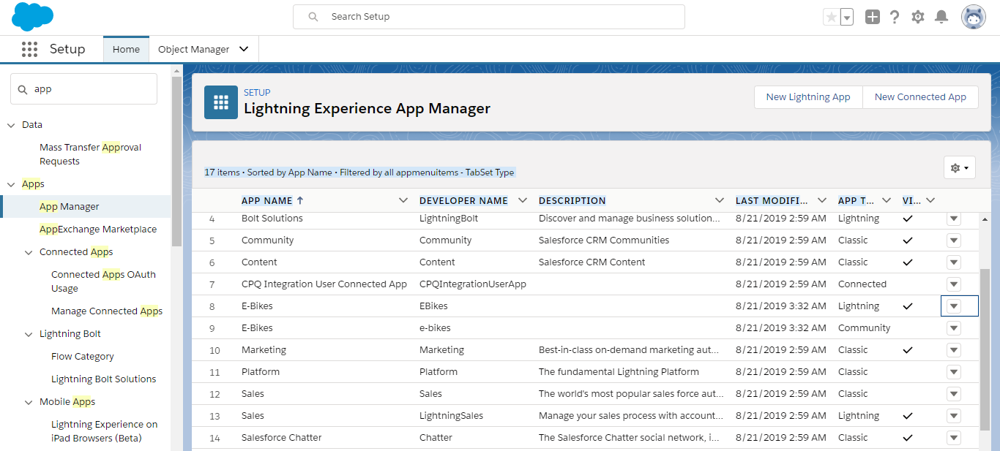 Search Setup
Setup
Home
Object Manager
app
Data
Mass Transfer Approval
Requests
Apps
App Manager
AppExchange Marketplace
Connected Apps
Connected Apps OAuth
Usage
Manage Connected Apps
Lightning Bolt
Flow Category
Lightning Bolt Solutions
Mobile Apps
Lightning Experience on
iPad Browsers (Beta)
SETUP
Lightning Experience App Manager
New Lightning App
New Connected App
17 items • Sorted by App Name • Filtered by all appmenuitems - TabSet Type
APP NAME ↑ DEVELOPER NAME DESCRIPTION LAST MODIFI... APP T... VI...
4 Bolt Solutions LightningBolt Discover and manage business solution... 8/21/2019 2:59 AM Lightning ✓
5 Community Community Salesforce CRM Communities 8/21/2019 2:59 AM Classic ✓
6 Content Content Salesforce CRM Content 8/21/2019 2:59 AM Classic ✓
7 CPQ Integration User Connected App CPQIntegrationUserApp 8/21/2019 2:59 AM Connected
8 E-Bikes EBikes 8/21/2019 3:32 AM Lightning ✓
9 E-Bikes e-bikes 8/21/2019 3:32 AM Community
10 Marketing Marketing Best-in-class on-demand marketing aut... 8/21/2019 2:59 AM Classic ✓
11 Platform Platform The fundamental Lightning Platform 8/21/2019 2:59 AM Classic
12 Sales Sales The world's most popular sales force aut... 8/21/2019 2:59 AM Classic
13 Sales LightningSales Manage your sales process with account... 8/21/2019 2:59 AM Lightning ✓
14 Salesforce Chatter Chatter The Salesforce Chatter social network, i... 8/21/2019 2:59 AM Classic ✓